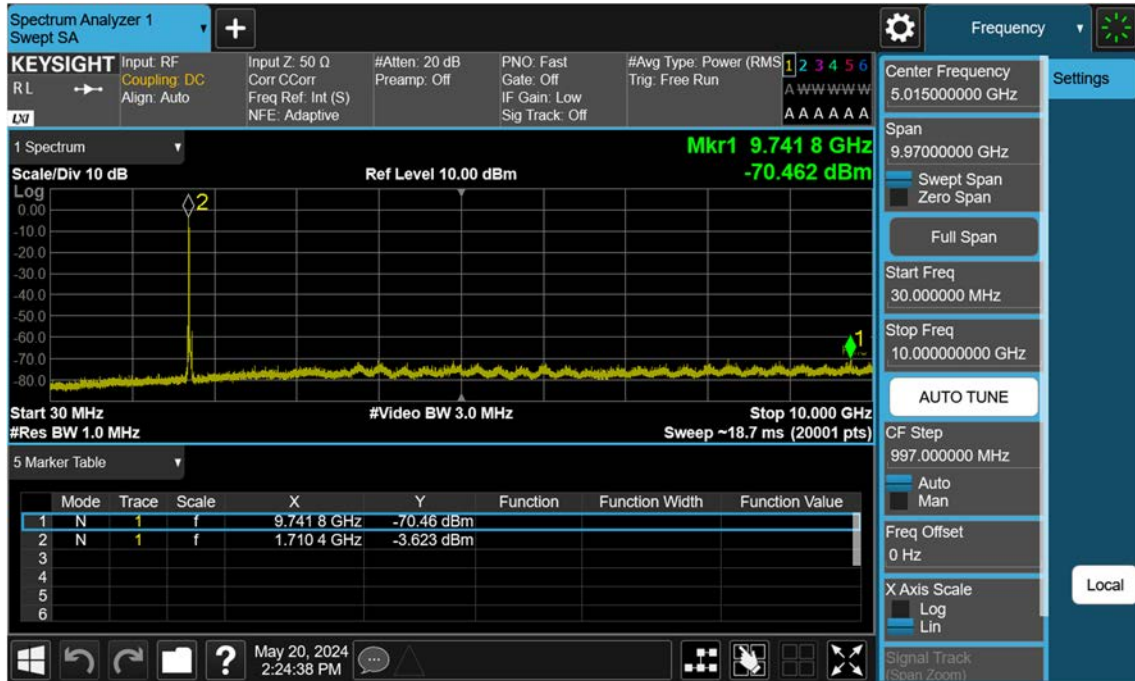 Spectrum Analyzer 1
Swept SA
Frequency
KEYSIGHT
Input: RF
Coupling: DC
Align: Auto
Input Z: 50 Ω
Corr CCorr
Freq Ref: Int (S)
NFE: Adaptive
#Atten: 20 dB
Preamp: Off
PNO: Fast
Gate: Off
IF Gain: Low
Sig Track: Off
#Avg Type: Power (RMS
Trig: Free Run
1 2 3 4 5 6
A W W W W W
A A A A A A
R L
LXI
1 Spectrum
Mkr1 9.741 8 GHz
-70.462 dBm
Scale/Div 10 dB
Ref Level 10.00 dBm
Log
0.00
-10.0
-20.0
-30.0
-40.0
-50.0
-60.0
-70.0
-80.0
2
1
Start 30 MHz
#Video BW 3.0 MHz
Stop 10.000 GHz
#Res BW 1.0 MHz
Sweep ~18.7 ms (20001 pts)
5 Marker Table
Mode Trace Scale X Y Function Function Width Function Value
1 N 1 f 9.741 8 GHz -70.46 dBm
2 N 1 f 1.710 4 GHz -3.623 dBm
3
4
5
6
May 20, 2024
2:24:38 PM
?
Center Frequency
5.015000000 GHz
Span
9.97000000 GHz
Swept Span
Zero Span
Full Span
Start Freq
30.000000 MHz
Stop Freq
10.000000000 GHz
AUTO TUNE
CF Step
997.000000 MHz
Auto
Man
Freq Offset
0 Hz
X Axis Scale
Log
Lin
Signal Track
(Span Zoom)
Settings
Local